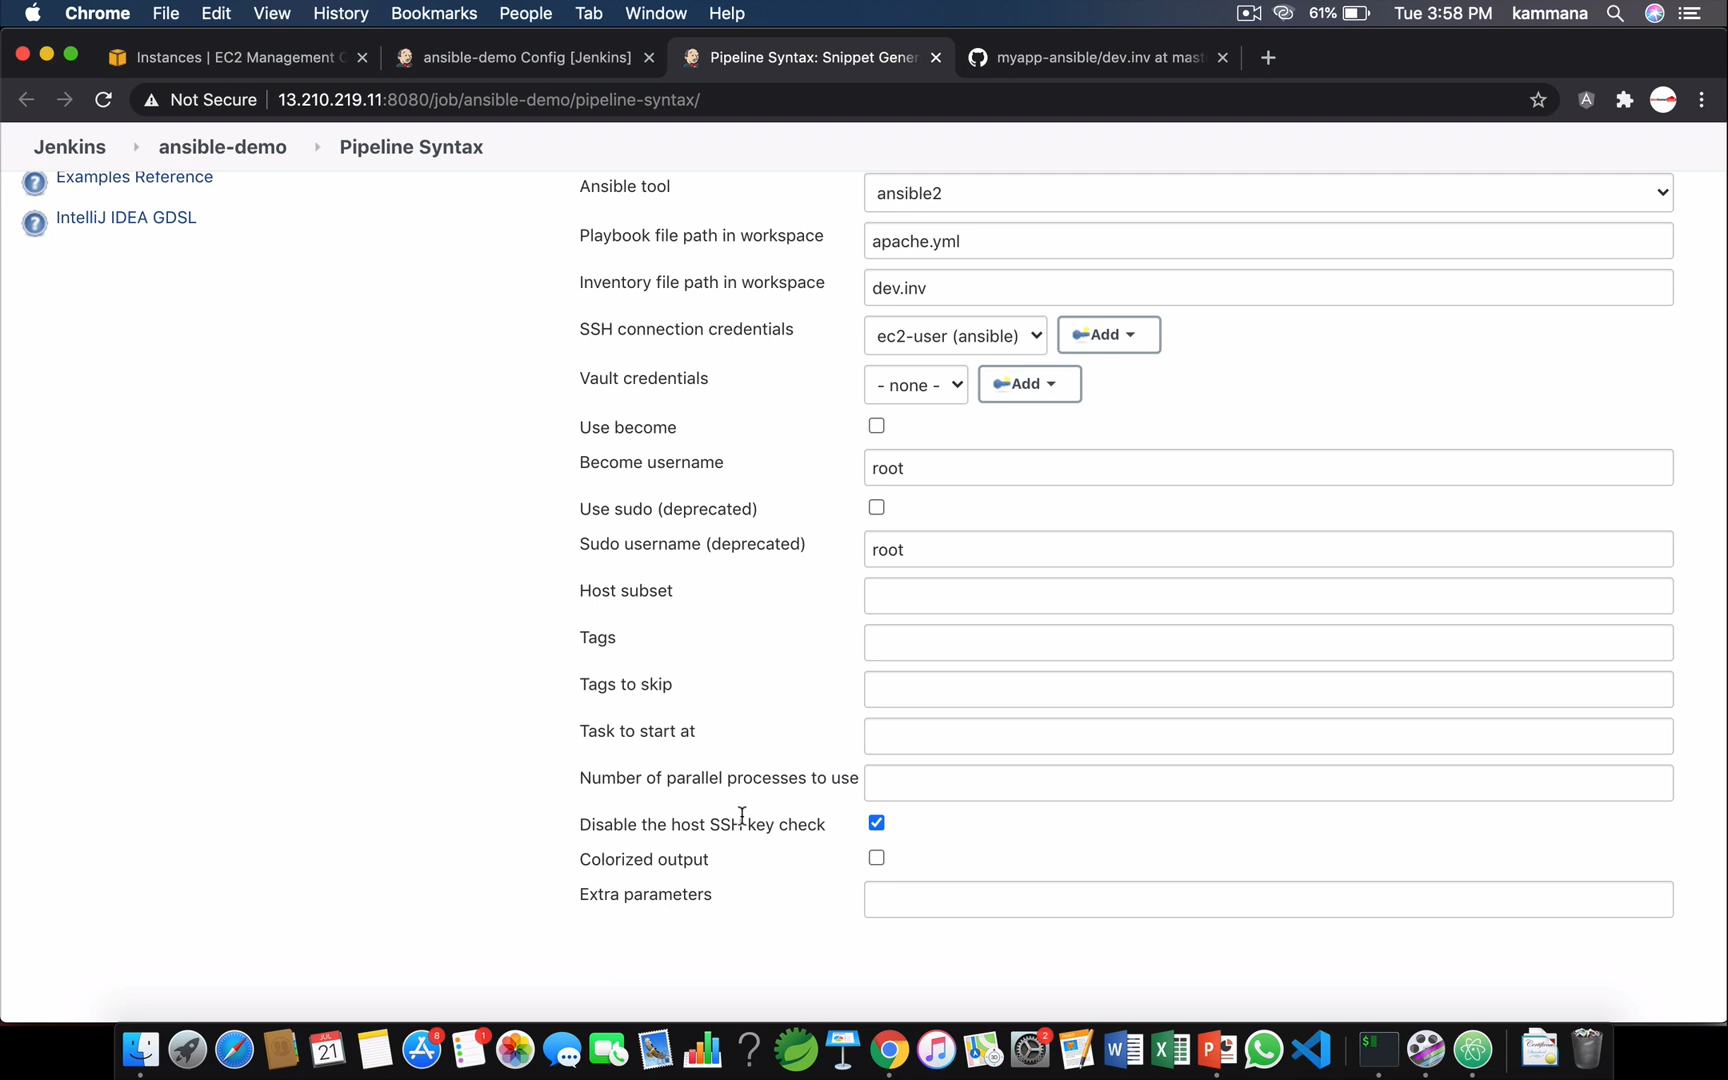 Chrome File Edit View History Bookmarks People Tab Window Help 61% Tue 3:58 PM kammana
Instances | EC2 Management C ansible-demo Config [Jenkins] Pipeline Syntax: Snippet Gener myapp-ansible/dev.inv at mast
Not Secure 13.210.219.11:8080/job/ansible-demo/pipeline-syntax/
Jenkins ansible-demo Pipeline Syntax
Examples Reference
IntelliJ IDEA GDSL
Ansible tool ansible2
Playbook file path in workspace apache.yml
Inventory file path in workspace dev.inv
SSH connection credentials ec2-user (ansible) Add
Vault credentials - none - Add
Use become
Become username root
Use sudo (deprecated)
Sudo username (deprecated) root
Host subset
Tags
Tags to skip
Task to start at
Number of parallel processes to use
Disable the host SSH key check
Colorized output
Extra parameters
JUL
21 8 1 2